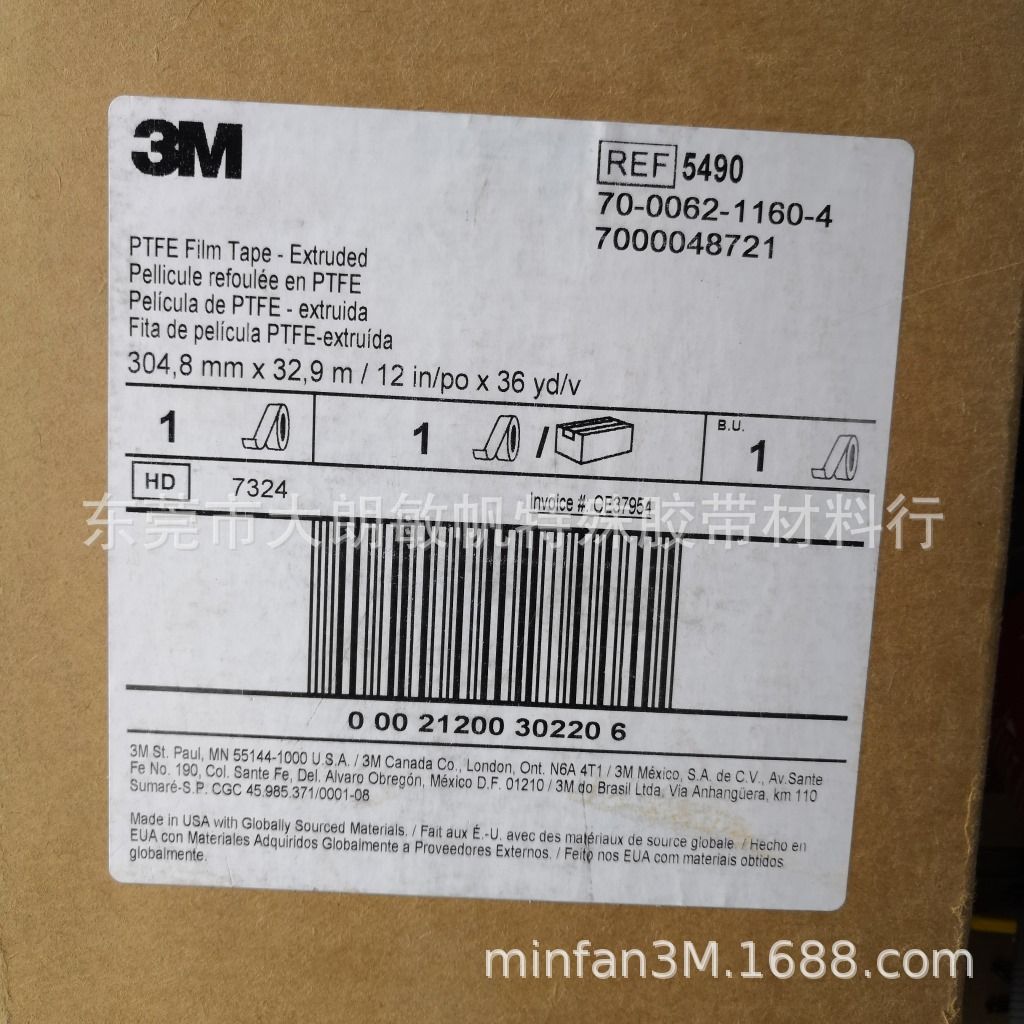 3M
REF 5490
70-0062-1160-4
7000048721
PTFE Film Tape - Extruded
Pellicule refoulée en PTFE
Película de PTFE - extruida
Fita de película PTFE-extruída
304,8 mm x 32,9 m / 12 in/po x 36 yd/v
1 1 / B.U. 1
HD 7324 Invoice #: OE37954
东莞市大朗敏帆特殊胶带材料行
0 00 21200 30220 6
3M St. Paul, MN 55144-1000 U.S.A. / 3M Canada Co., London, Ont. N6A 4T1 / 3M México, S.A. de C.V., Av.Sante
Fe No. 190, Col. Sante Fe, Del. Alvaro Obregón, México D.F. 01210 / 3M do Brasil Ltda, Via Anhangüera, km 110
Sumaré-S.P. CGC 45.985.371/0001-08
Made in USA with Globally Sourced Materials. / Fait aux É.-U. avec des matériaux de source globale. / Hecho en
EUA con Materiales Adquiridos Globalmente a Proveedores Externos. / Feito nos EUA com materiais obtidos
globalmente.
minfan3M.1688.com